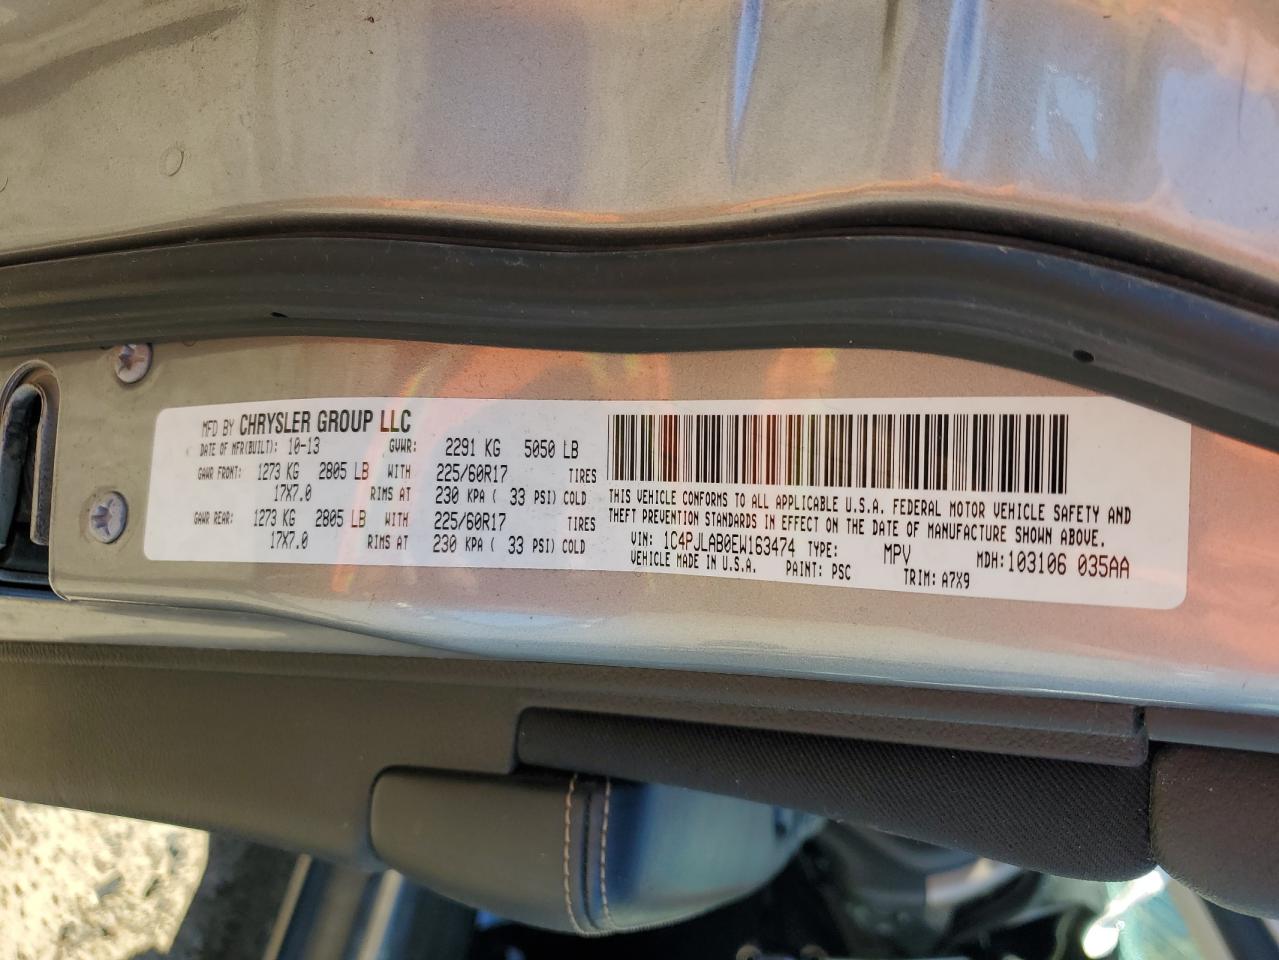 MFD BY CHRYSLER GROUP LLC
DATE OF MFR(BUILT): 10-13 GVWR: 2291 KG 5050 LB
GAWR FRONT: 1273 KG 2805 LB WITH 225/60R17 TIRES
17X7.0 RIMS AT 230 KPA ( 33 PSI) COLD
GAWR REAR: 1273 KG 2805 LB WITH 225/60R17 TIRES
17X7.0 RIMS AT 230 KPA ( 33 PSI) COLD
THIS VEHICLE CONFORMS TO ALL APPLICABLE U.S.A. FEDERAL MOTOR VEHICLE SAFETY AND
THEFT PREVENTION STANDARDS IN EFFECT ON THE DATE OF MANUFACTURE SHOWN ABOVE.
VIN: 1C4PJLAB0EW163474 TYPE: MPV MDH: 103106 035AA
VEHICLE MADE IN U.S.A. PAINT: PSC TRIM: A7X9